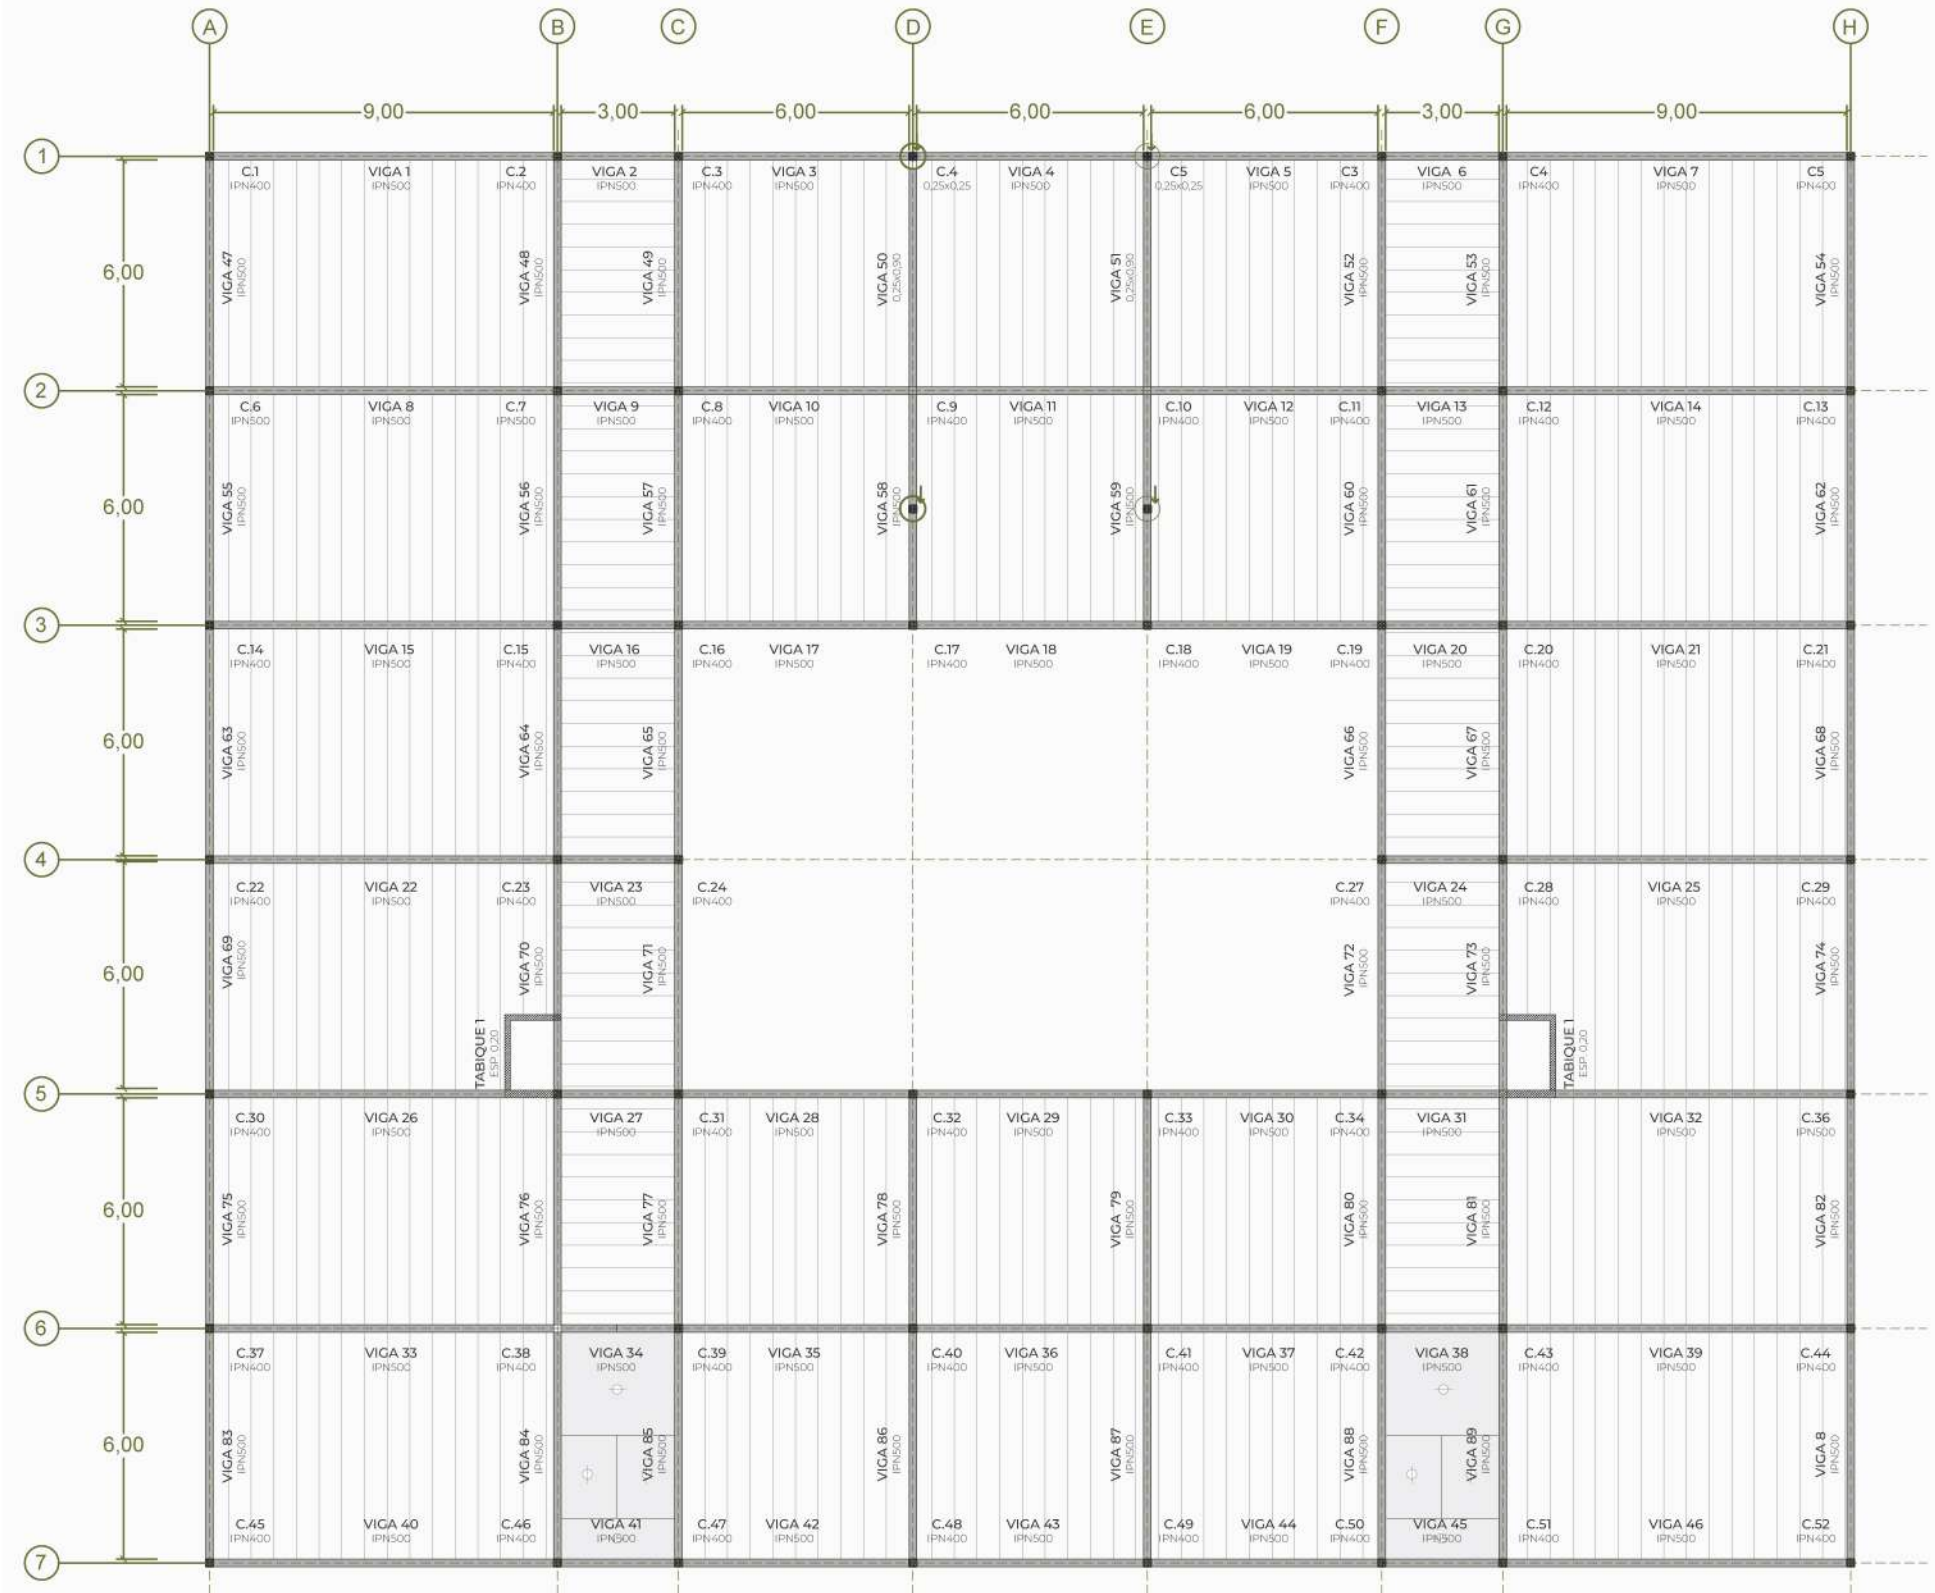 A B C D E F G H
9,00 3,00 6,00 6,00 6,00 3,00 9,00
1
C.1 VIGA 1 C.2 VIGA 2 C.3 VIGA 3 C.4 VIGA 4 C5 VIGA 5 C3 VIGA 6 C4 VIGA 7 C5
IPN400 IPN500 IPN400 IPN500 IPN400 IPN500 0,25x0,25 IPN500 0,25x0,25 IPN500 IPN400 IPN500 IPN400 IPN500 IPN400
6,00
VIGA 47 VIGA 48 VIGA 49 VIGA 50 VIGA 51 VIGA 52 VIGA 53 VIGA 54
IPN500 IPN500 IPN500 0,25x0,90 0,25x0,90 IPN500 IPN500 IPN500
2
C.6 VIGA 8 C.7 VIGA 9 C.8 VIGA 10 C.9 VIGA 11 C.10 VIGA 12 C.11 VIGA 13 C.12 VIGA 14 C.13
IPN500 IPN500 IPN500 IPN500 IPN400 IPN500 IPN400 IPN500 IPN400 IPN500 IPN400 IPN500 IPN400 IPN500 IPN400
6,00
VIGA 55 VIGA 56 VIGA 57 VIGA 58 VIGA 59 VIGA 60 VIGA 61 VIGA 62
IPN500 IPN500 IPN500 IPN500 IPN500 IPN500 IPN500 IPN500
3
C.14 VIGA 15 C.15 VIGA 16 C.16 VIGA 17 C.17 VIGA 18 C.18 VIGA 19 C.19 VIGA 20 C.20 VIGA 21 C.21
IPN400 IPN500 IPN400 IPN500 IPN400 IPN500 IPN400 IPN500 IPN400 IPN500 IPN400 IPN500 IPN400 IPN500 IPN400
6,00
VIGA 63 VIGA 64 VIGA 65 VIGA 66 VIGA 67 VIGA 68
IPN500 IPN500 IPN500 IPN500 IPN500 IPN500
4
C.22 VIGA 22 C.23 VIGA 23 C.24 C.27 VIGA 24 C.28 VIGA 25 C.29
IPN400 IPN500 IPN400 IPN500 IPN400 IPN400 IPN500 IPN400 IPN500 IPN400
6,00
VIGA 69 VIGA 70 VIGA 71 VIGA 72 VIGA 73 VIGA 74
IPN500 IPN500 IPN500 IPN500 IPN500 IPN500
TABIQUE 1 TABIQUE 1
ESP 0,20 ESP 0,20
5
C.30 VIGA 26 VIGA 27 C.31 VIGA 28 C.32 VIGA 29 C.33 VIGA 30 C.34 VIGA 31 VIGA 32 C.36
IPN400 IPN500 IPN500 IPN400 IPN500 IPN400 IPN500 IPN400 IPN500 IPN400 IPN500 IPN500 IPN500
6,00
VIGA 75 VIGA 76 VIGA 77 VIGA 78 VIGA 79 VIGA 80 VIGA 81 VIGA 82
IPN500 IPN500 IPN500 IPN500 IPN500 IPN500 IPN500 IPN500
6
C.37 VIGA 33 C.38 VIGA 34 C.39 VIGA 35 C.40 VIGA 36 C.41 VIGA 37 C.42 VIGA 38 C.43 VIGA 39 C.44
IPN400 IPN500 IPN400 IPN500 IPN400 IPN500 IPN400 IPN500 IPN400 IPN500 IPN400 IPN500 IPN400 IPN500 IPN400
6,00
VIGA 83 VIGA 84 VIGA 85 VIGA 86 VIGA 87 VIGA 88 VIGA 89 VIGA 8
IPN500 IPN500 IPN500 IPN500 IPN500 IPN500 IPN500 IPN500
C.45 VIGA 40 C.46 VIGA 41 C.47 VIGA 42 C.48 VIGA 43 C.49 VIGA 44 C.50 VIGA 45 C.51 VIGA 46 C.52
IPN400 IPN500 IPN400 IPN500 IPN400 IPN500 IPN400 IPN500 IPN400 IPN500 IPN400 IPN500 IPN400 IPN500 IPN400
7